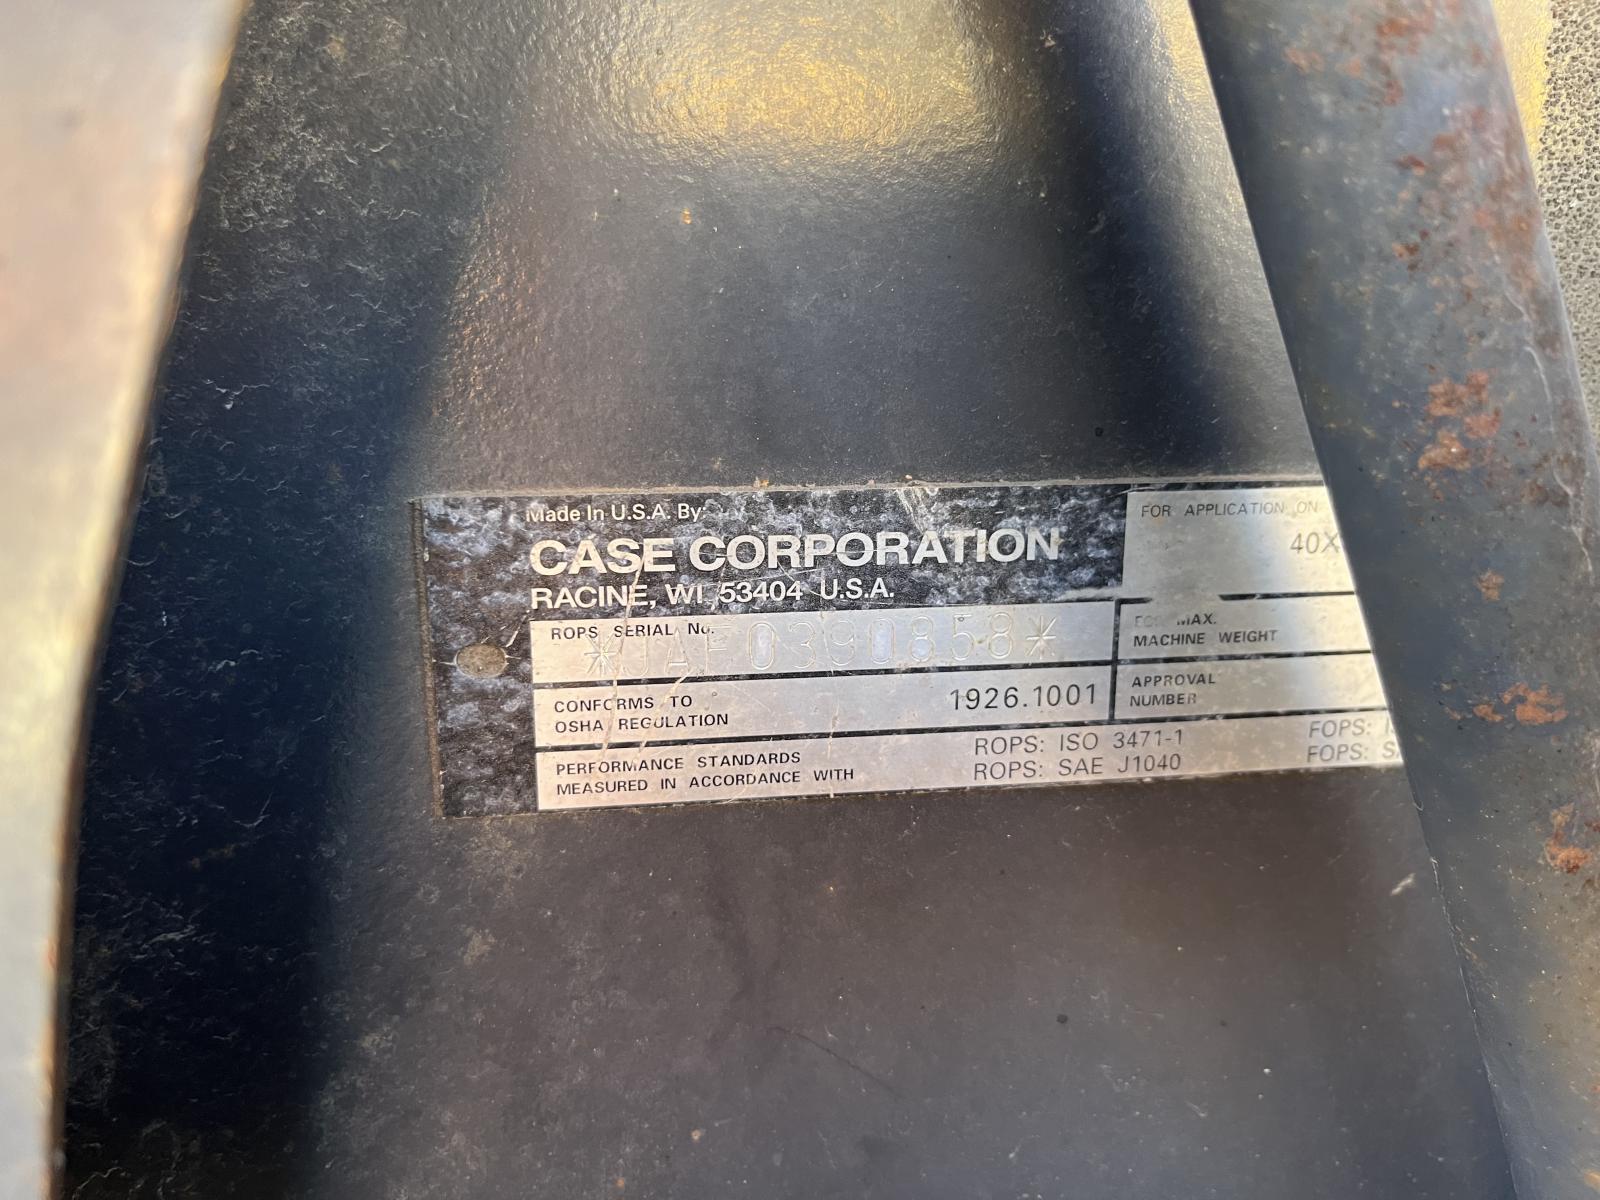 Made In U.S.A. By:
CASE CORPORATION
RACINE, WI 53404 U.S.A.
FOR APPLICATION ON
40X
ROPS SERIAL No.
*JAF0390858*
FOR MAX.
MACHINE WEIGHT
CONFORMS TO
OSHA REGULATION
1926.1001
APPROVAL
NUMBER
PERFORMANCE STANDARDS
MEASURED IN ACCORDANCE WITH
ROPS: ISO 3471-1
ROPS: SAE J1040
FOPS:
FOPS: S